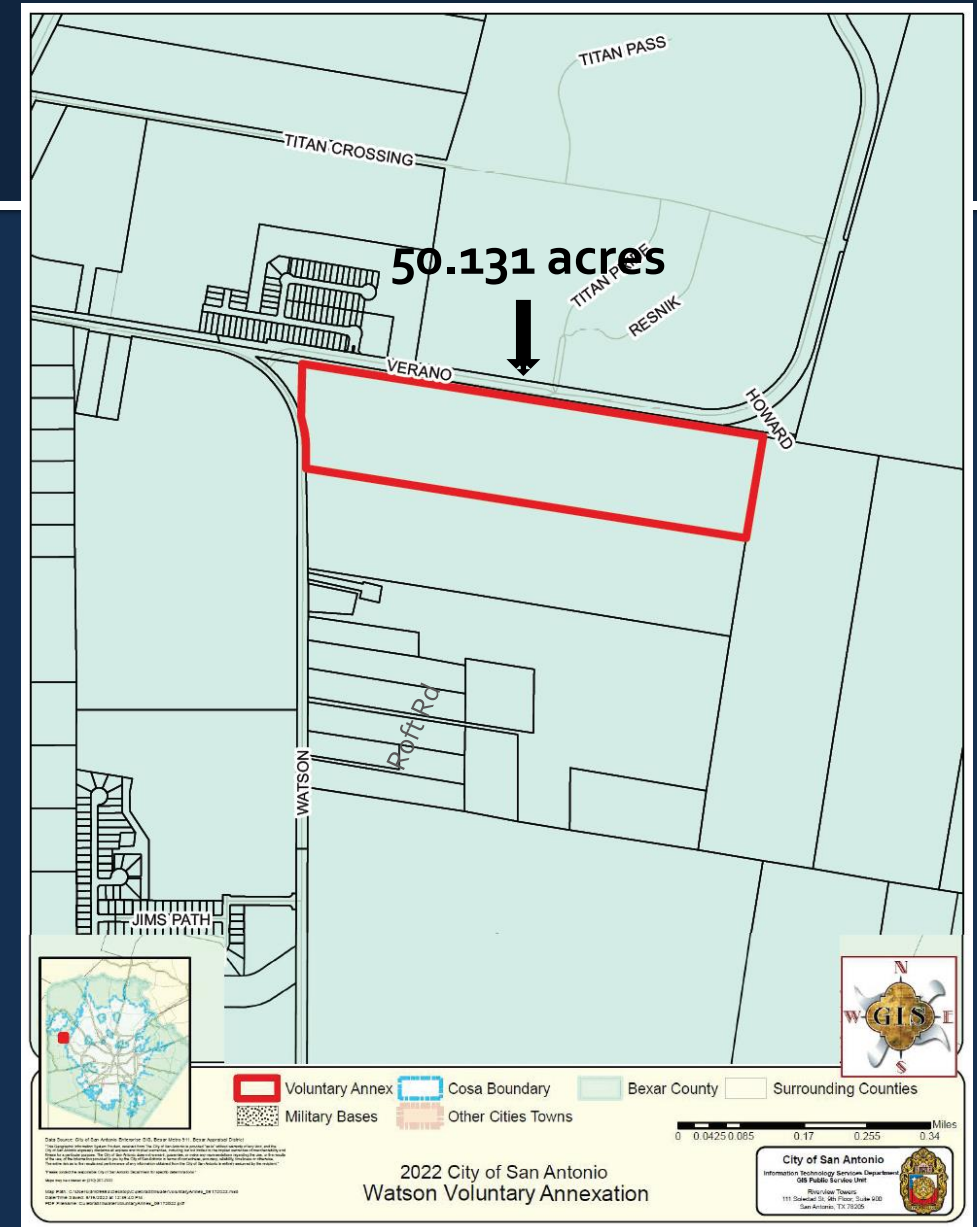 TITAN PASS
TITAN CROSSING
50.131 acres
RESNIK
VERANO
HOWARD
Roft Rd
WATSON
JIMS PATH
N
W GIS E
S
Voluntary Annex
Cosa Boundary
Bexar County
Surrounding Counties
Military Bases
Other Cities Towns
Miles
0 0.0425 0.085 0.17 0.255 0.34
Data Source: City of San Antonio Enterprise GIS, Bexar Metro 911, Bexar Appraisal District
2022 City of San Antonio
Watson Voluntary Annexation
City of San Antonio
Information Technology Services Department
GIS Public Service Unit
Riverview Towers
111 Soledad St, 9th Floor, Suite 900
San Antonio, TX 78205